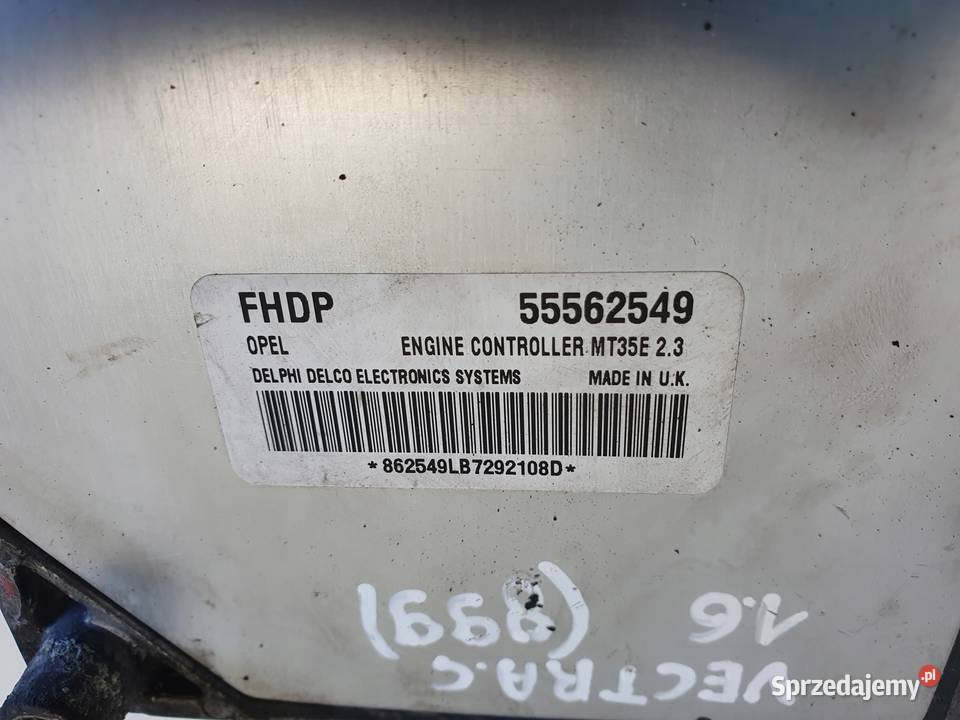 FHDP 55562549
OPEL ENGINE CONTROLLER MT35E 2.3
DELPHI DELCO ELECTRONICS SYSTEMS MADE IN U.K.
*862549LB7292108D*
VECTRA.C
1.6
Sprzedajemy.pl